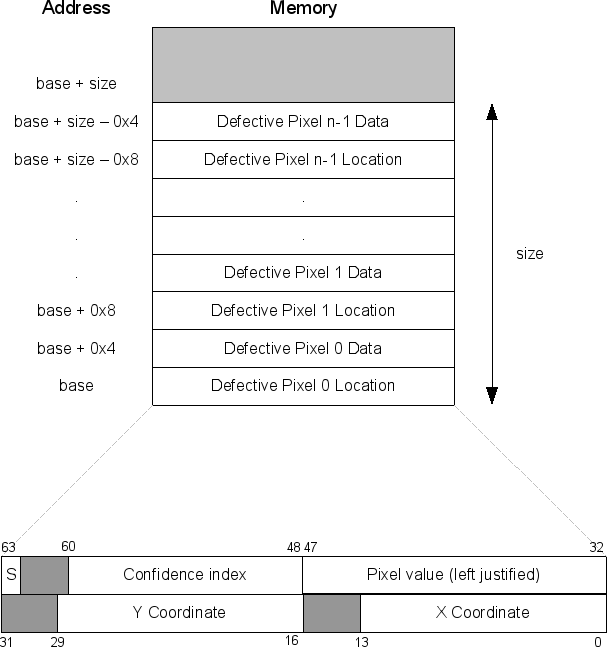 Address Memory
base + size
base + size – 0x4 Defective Pixel n-1 Data
base + size – 0x8 Defective Pixel n-1 Location
. .
. .
. Defective Pixel 1 Data
size
base + 0x8 Defective Pixel 1 Location
base + 0x4 Defective Pixel 0 Data
base Defective Pixel 0 Location
63 60 48 47 32
S Confidence index Pixel value (left justified)
Y Coordinate X Coordinate
31 29 16 13 0